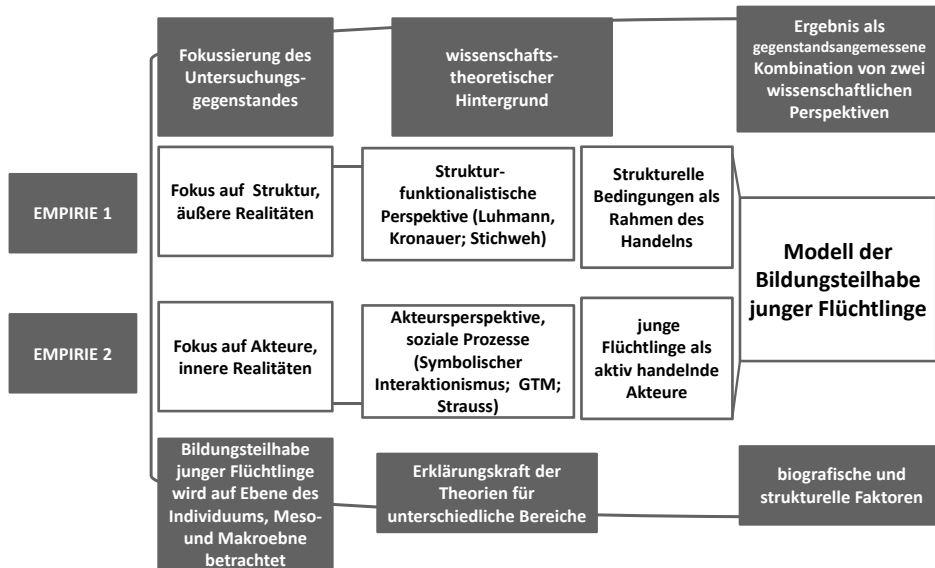 Fokussierung des
Untersuchungs-
gegenstandes
wissenschafts-
theoretischer
Hintergrund
Ergebnis als
gegenstandsangemessene
Kombination von zwei
wissenschaftlichen
Perspektiven
EMPIRIE 1
Fokus auf Struktur,
äußere Realitäten
Struktur-
funktionalistische
Perspektive (Luhmann,
Kronauer; Stichweh)
Strukturelle
Bedingungen als
Rahmen des
Handelns
Modell der
Bildungsteilhabe
junger Flüchtlinge
EMPIRIE 2
Fokus auf Akteure,
innere Realitäten
Akteursperspektive,
soziale Prozesse
(Symbolischer
Interaktionismus; GTM;
Strauss)
junge
Flüchtlinge als
aktiv handelnde
Akteure
Bildungsteilhabe
junger Flüchtlinge
wird auf Ebene des
Individuums, Meso-
und Makroebne
betrachtet
Erklärungskraft der
Theorien für
unterschiedliche Bereiche
biografische und
strukturelle Faktoren